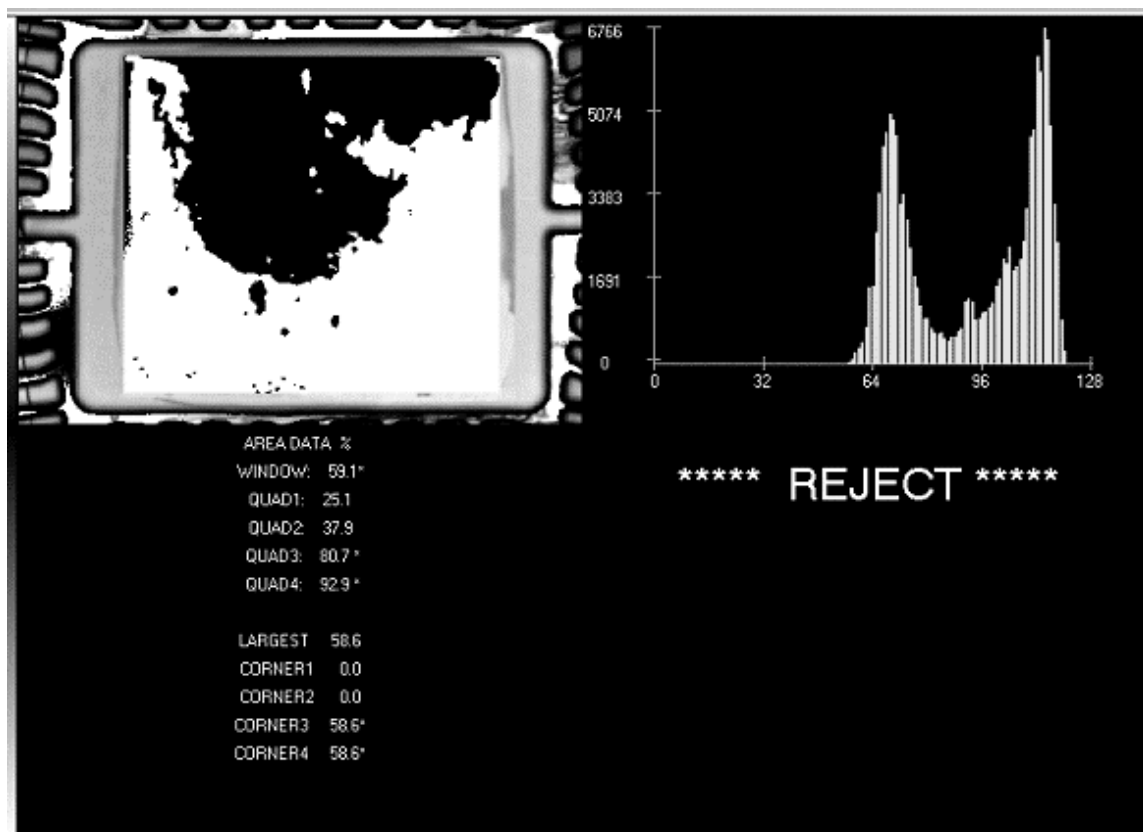 6766
5074
3383
1691
0
0 32 64 96 128
AREA DATA %
WINDOW: 59.1*
QUAD1: 25.1
QUAD2: 37.9
QUAD3: 80.7 *
QUAD4: 92.9 *
LARGEST 58.6
CORNER1 0.0
CORNER2 0.0
CORNER3 58.6*
CORNER4 58.6*
***** REJECT *****